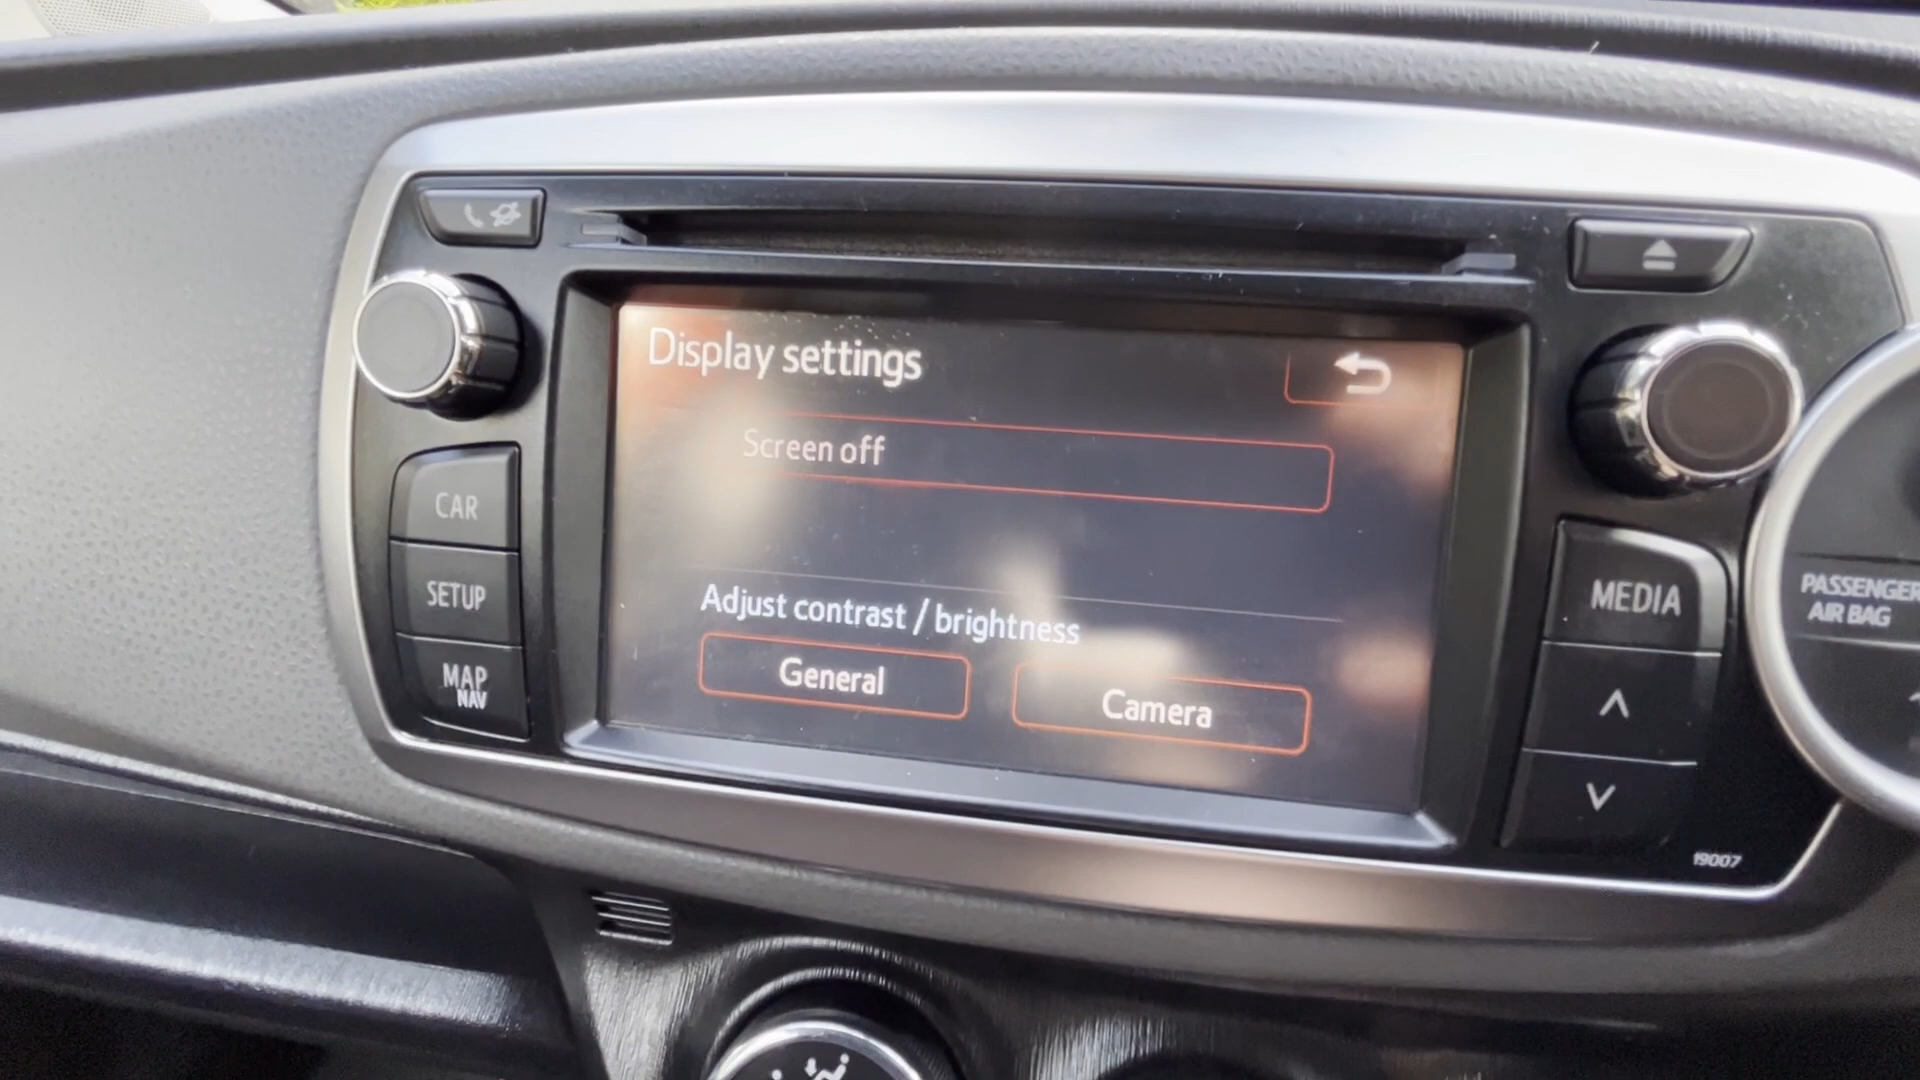 Display settings
Screen off
Adjust contrast / brightness
General
Camera
CAR
SETUP
MAP
NAV
MEDIA
19007
PASSENGER
AIR BAG